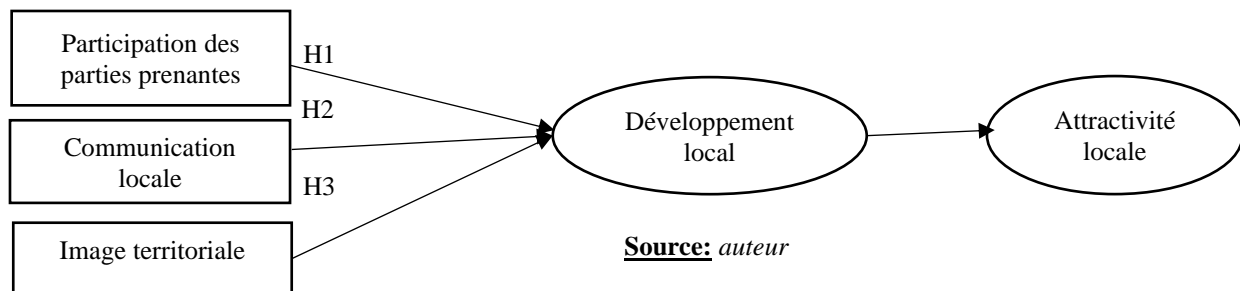 Participation des
parties prenantes
H1
H2
Communication
locale
H3
Image territoriale
Développement
local
Attractivité
locale
Source: auteur